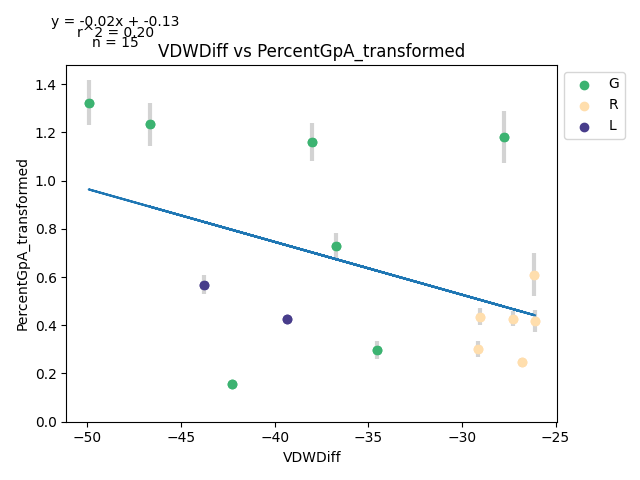 y = -0.02x + -0.13
r^2 = 0.20
n = 15
VDWDiff vs PercentGpA_transformed
G
R
L
PercentGpA_transformed
1.4
1.2
1.0
0.8
0.6
0.4
0.2
0.0
−50
−45
−40
−35
−30
−25
VDWDiff